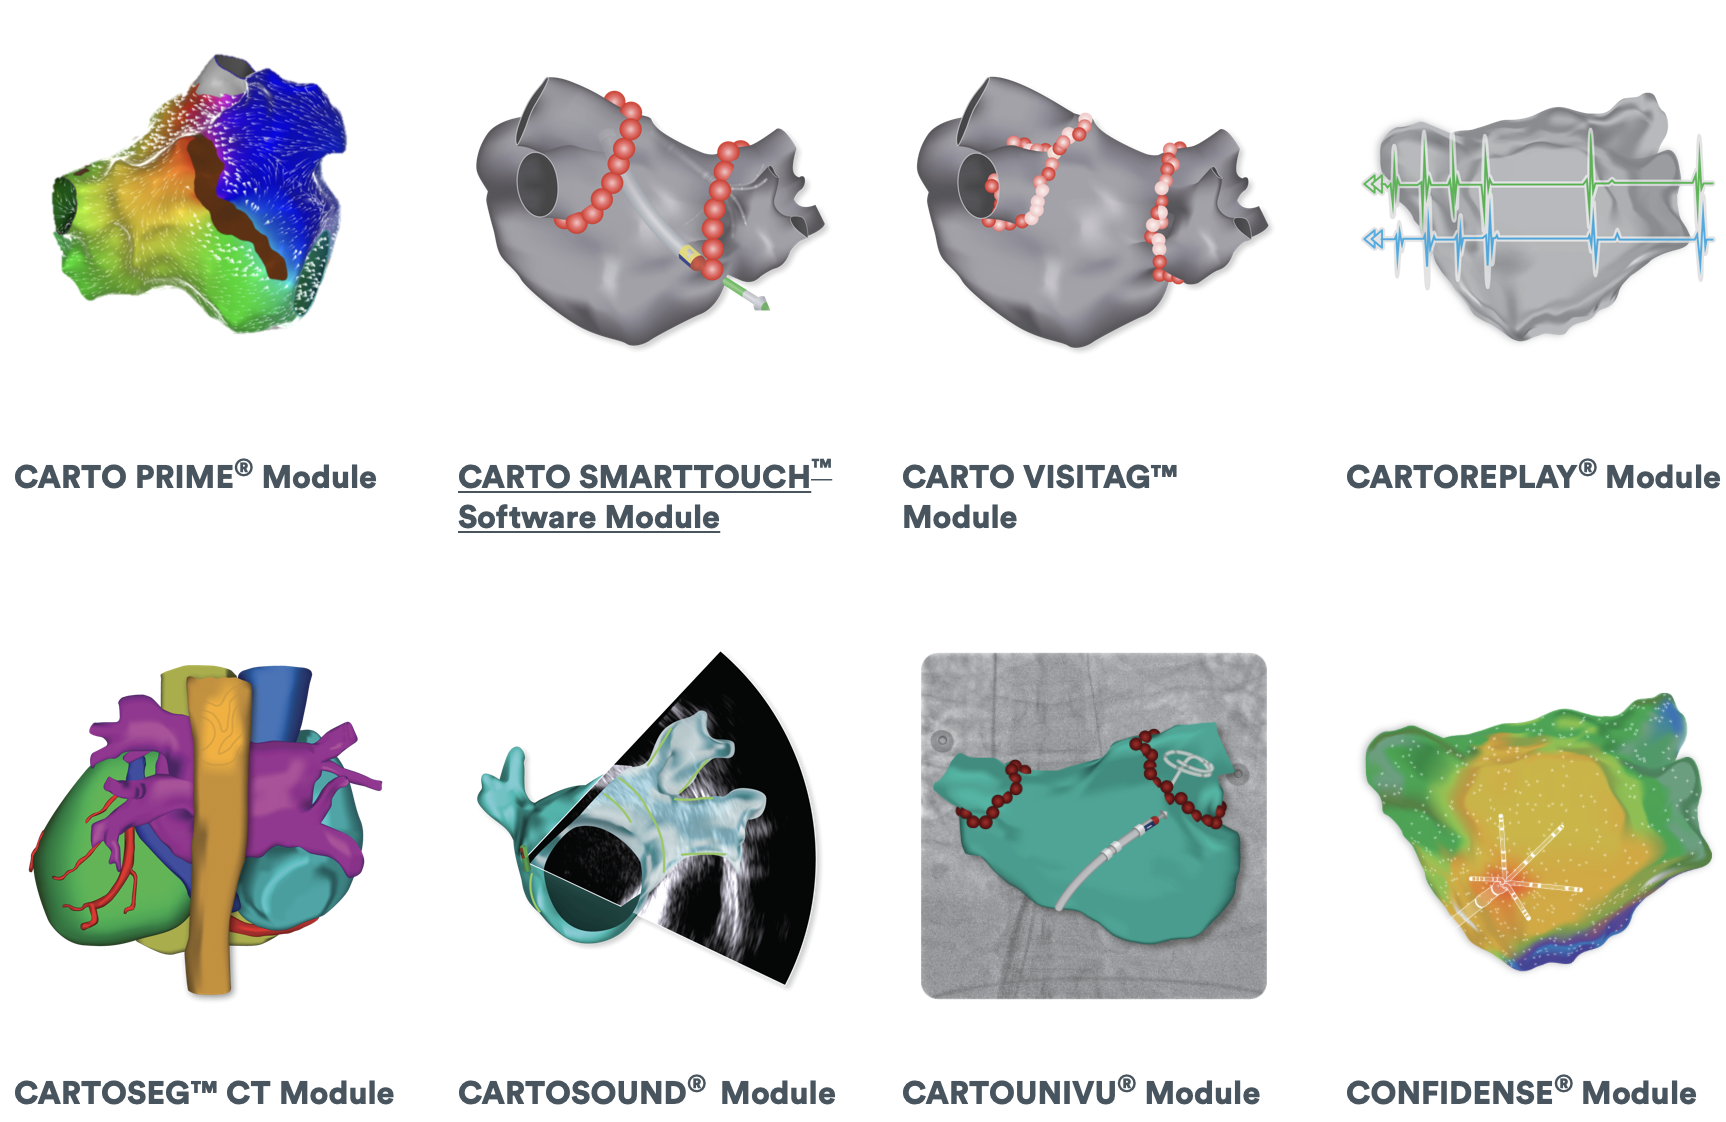 CARTO PRIME® Module
CARTO SMARTTOUCH™
Software Module
CARTO VISITAG™
Module
CARTOREPLAY® Module
CARTOSEG™ CT Module
CARTOSOUND® Module
CARTOUNIVU® Module
CONFIDENSE® Module